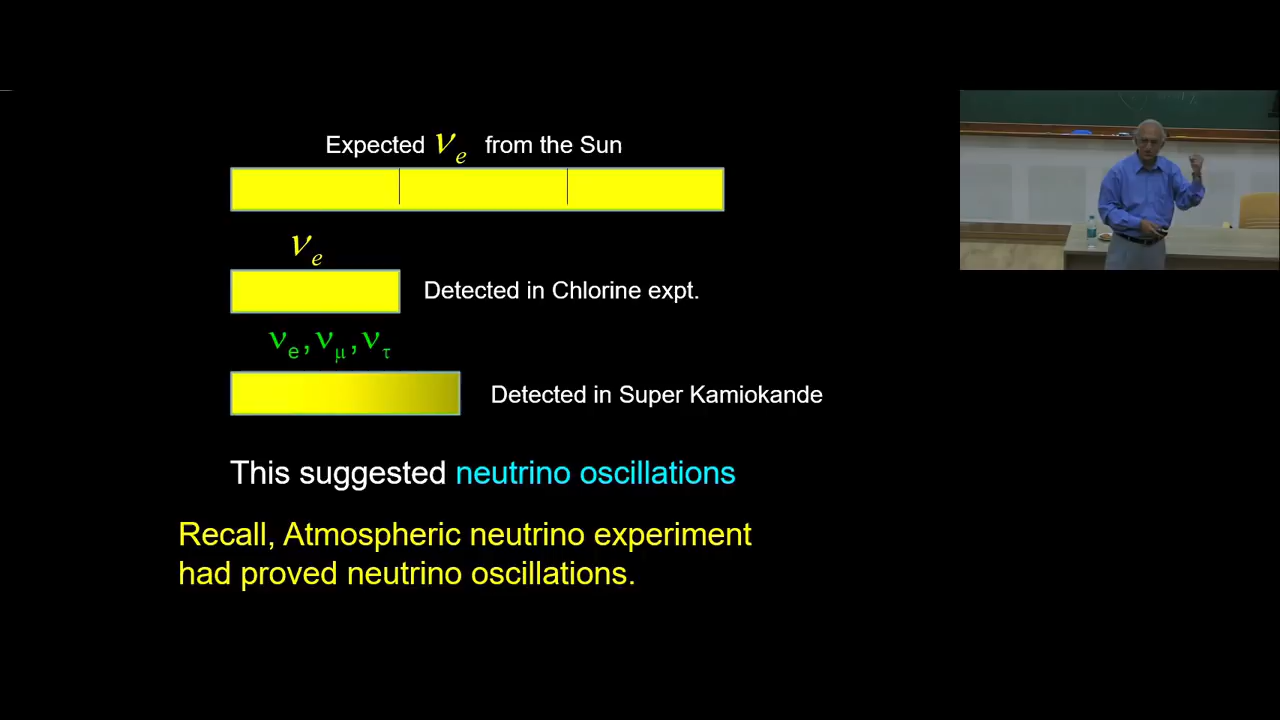 Expected νe from the Sun
νe
Detected in Chlorine expt.
νe, νμ, ντ
Detected in Super Kamiokande
This suggested neutrino oscillations
Recall, Atmospheric neutrino experiment
had proved neutrino oscillations.